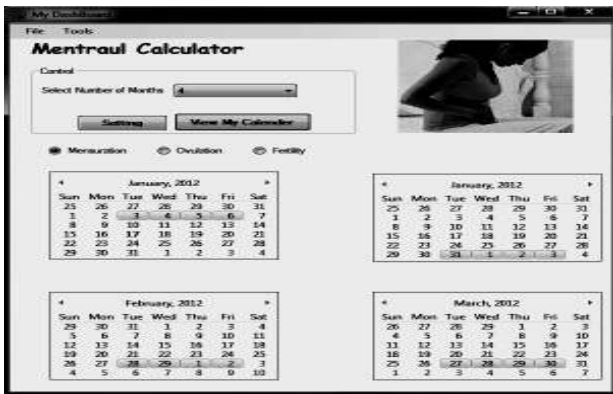 My Dashboard
File Tools
Mentraul Calculator
Control
Select Number of Months 4
Setting View My Calender
Mensuration Ovulation Fertility
January, 2012
Sun Mon Tue Wed Thu Fri Sat
25 26 27 28 29 30 31
1 2 3 4 5 6 7
8 9 10 11 12 13 14
15 16 17 18 19 20 21
22 23 24 25 26 27 28
29 30 31 1 2 3 4
January, 2012
Sun Mon Tue Wed Thu Fri Sat
25 26 27 28 29 30 31
1 2 3 4 5 6 7
8 9 10 11 12 13 14
15 16 17 18 19 20 21
22 23 24 25 26 27 28
29 30 31 1 2 3 4
February, 2012
Sun Mon Tue Wed Thu Fri Sat
29 30 31 1 2 3 4
5 6 7 8 9 10 11
12 13 14 15 16 17 18
19 20 21 22 23 24 25
26 27 28 29 1 2 3
4 5 6 7 8 9 10
March, 2012
Sun Mon Tue Wed Thu Fri Sat
26 27 28 29 1 2 3
4 5 6 7 8 9 10
11 12 13 14 15 16 17
18 19 20 21 22 23 24
25 26 27 28 29 30 31
1 2 3 4 5 6 7